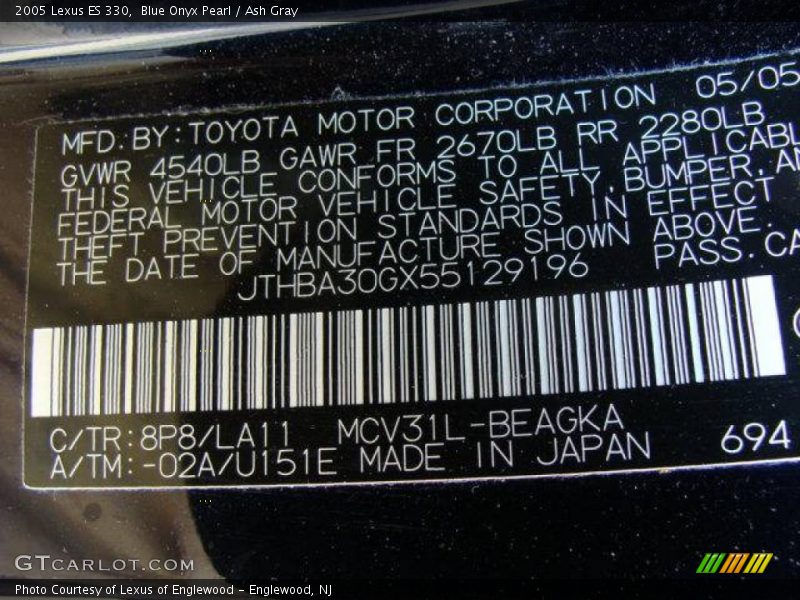 2005 Lexus ES 330, Blue Onyx Pearl / Ash Gray
MFD. BY: TOYOTA MOTOR CORPORATION 05/05
GVWR 4540LB GAWR FR 2670LB RR 2280LB
THIS VEHICLE CONFORMS TO ALL APPLICABL
FEDERAL MOTOR VEHICLE SAFETY, BUMPER, AN
THEFT PREVENTION STANDARDS IN EFFECT
THE DATE OF MANUFACTURE SHOWN ABOVE.
JTHBA30GX55129196 PASS. CA
C/TR: 8P8/LA11 MCV31L-BEAGKA
A/TM: -02A/U151E MADE IN JAPAN 694
GTCARLOT.COM
Photo Courtesy of Lexus of Englewood - Englewood, NJ